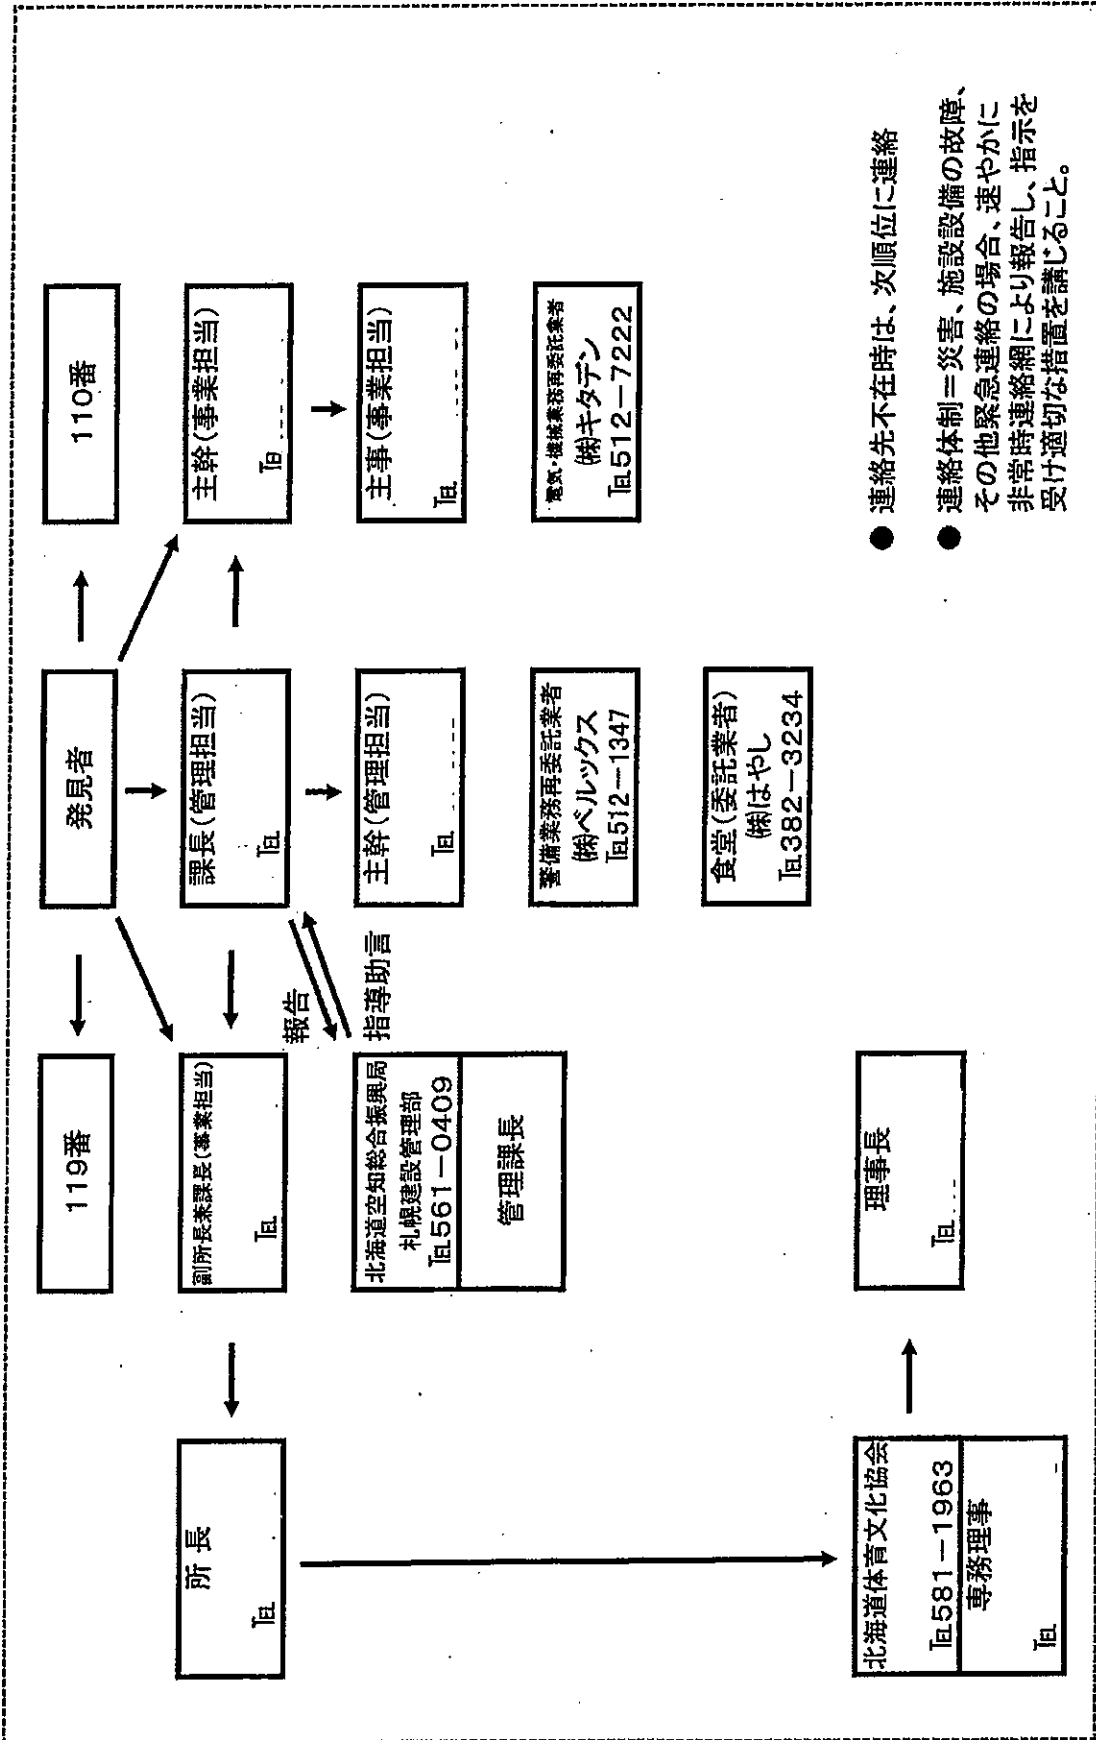 119番
発見者
110番
所長
TEL
副所長兼課長(事業担当)
TEL
課長(管理担当)
TEL
主幹(事業担当)
TEL
報告
指導助言
北海道空知総合振興局
札幌建設管理部
TEL561-0409
管理課長
主幹(管理担当)
TEL
主事(事業担当)
TEL
警備業務再委託業者
(株)ベルックス
TEL512-1347
電気・機械業務再委託業者
(株)キタデン
TEL512-7222
食堂(委託業者)
(株)はやし
TEL382-3234
北海道体育文化協会
TEL581-1963
専務理事
TEL
理事長
TEL
● 連絡先不在時は、次順位に連絡
● 連絡体制=災害、施設設備の故障、
その他緊急連絡の場合、速やかに
非常時連絡網により報告し、指示を
受け適切な措置を講じること。